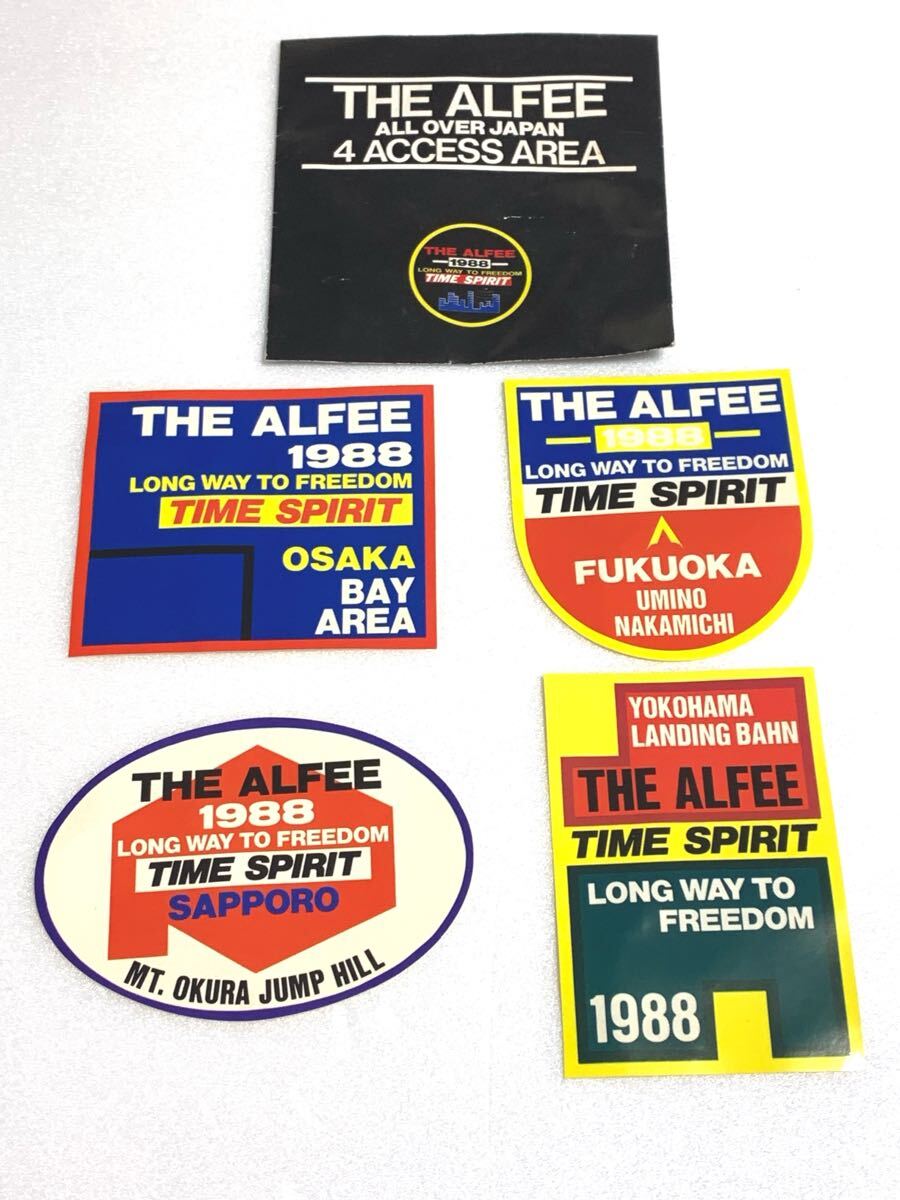 THE ALFEE
ALL OVER JAPAN
4 ACCESS AREA
THE ALFEE
1988
LONG WAY TO FREEDOM
TIME SPIRIT
THE ALFEE
1988
LONG WAY TO FREEDOM
TIME SPIRIT
OSAKA
BAY
AREA
THE ALFEE
1988
LONG WAY TO FREEDOM
TIME SPIRIT
FUKUOKA
UMINO
NAKAMICHI
THE ALFEE
1988
LONG WAY TO FREEDOM
TIME SPIRIT
SAPPORO
MT. OKURA JUMP HILL
YOKOHAMA
LANDING BAHN
THE ALFEE
TIME SPIRIT
LONG WAY TO
FREEDOM
1988